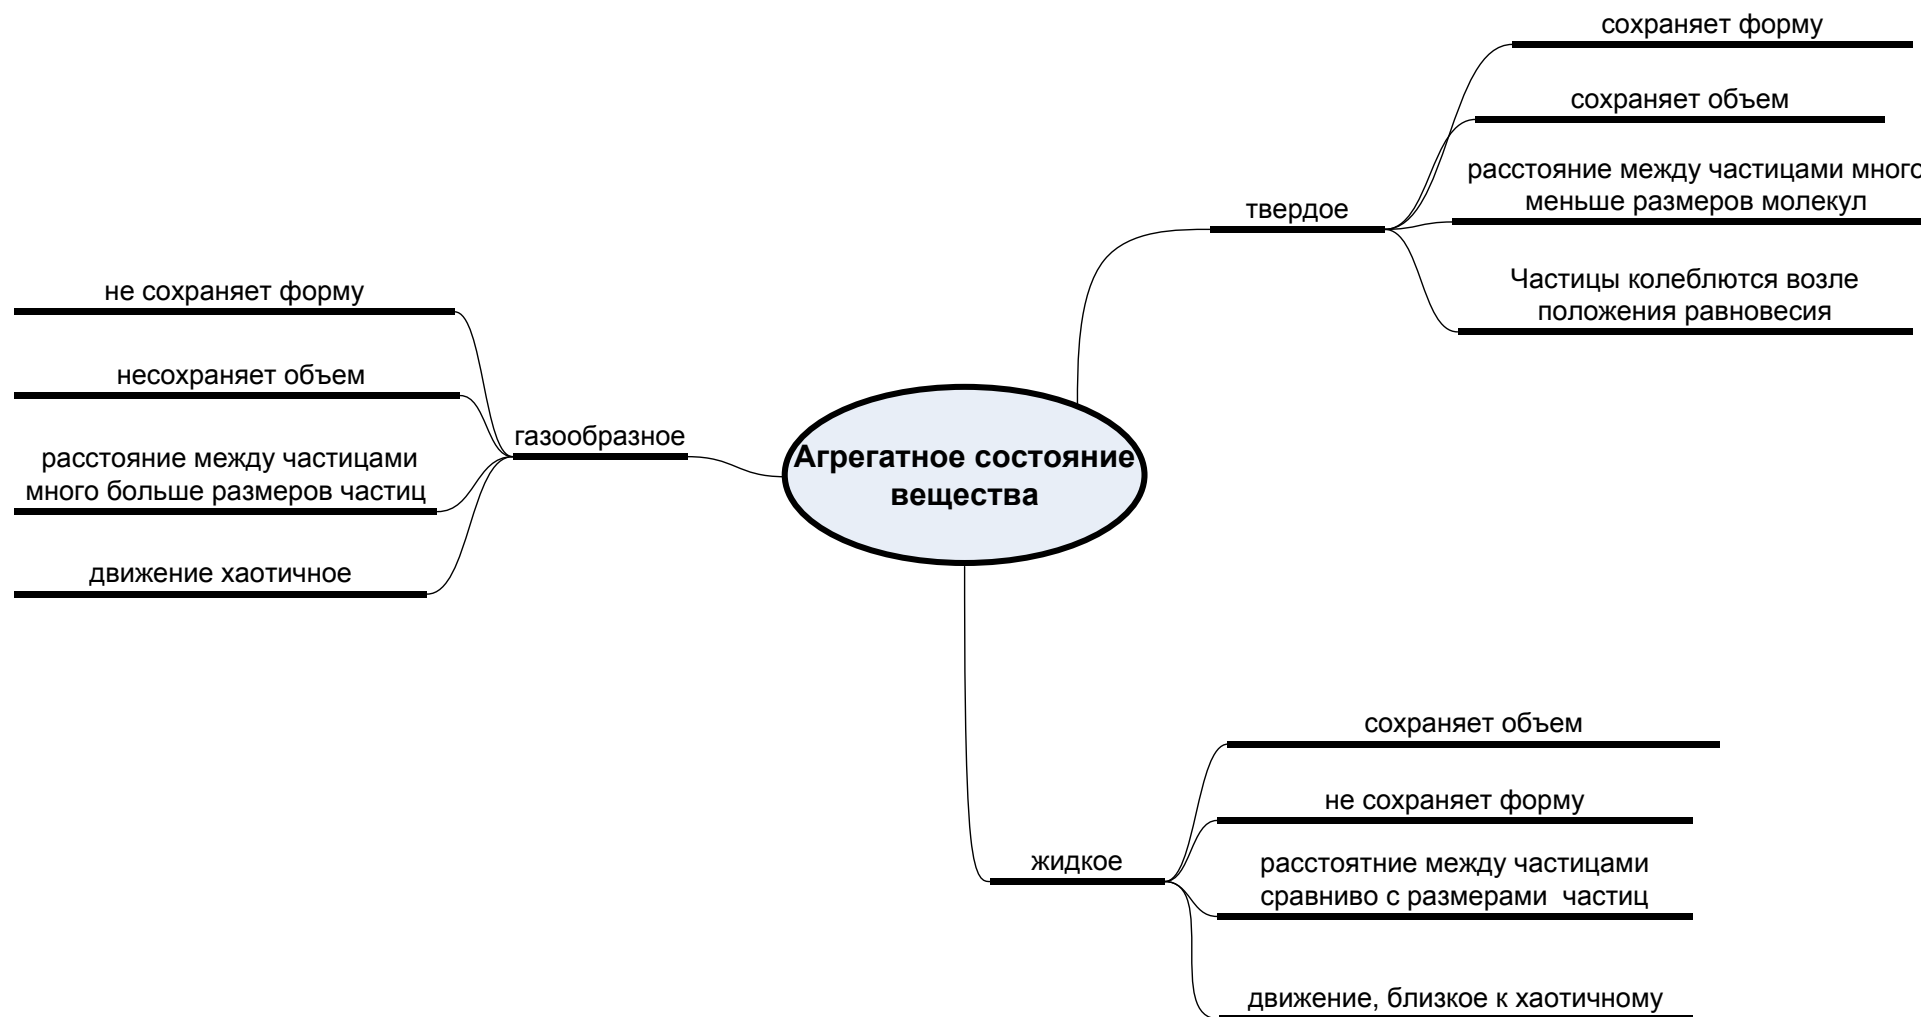 сохраняет форму
сохраняет объем
расстояние между частицами много
меньше размеров молекул
твердое
Частицы колеблются возле
положения равновесия
не сохраняет форму
несохраняет объем
газообразное
расстояние между частицами
много больше размеров частиц
движение хаотичное
Агрегатное состояние
вещества
сохраняет объем
не сохраняет форму
жидкое
расстоятние между частицами
сравниво с размерами  частиц
движение, близкое к хаотичному